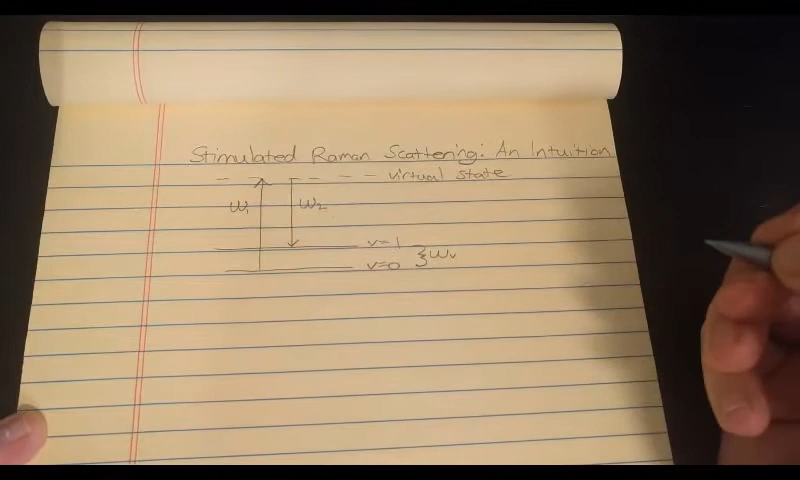 Stimulated Raman Scattering: An Intuition
virtual state
ω₁ ω₂
v=1
v=0 } ωᵥ